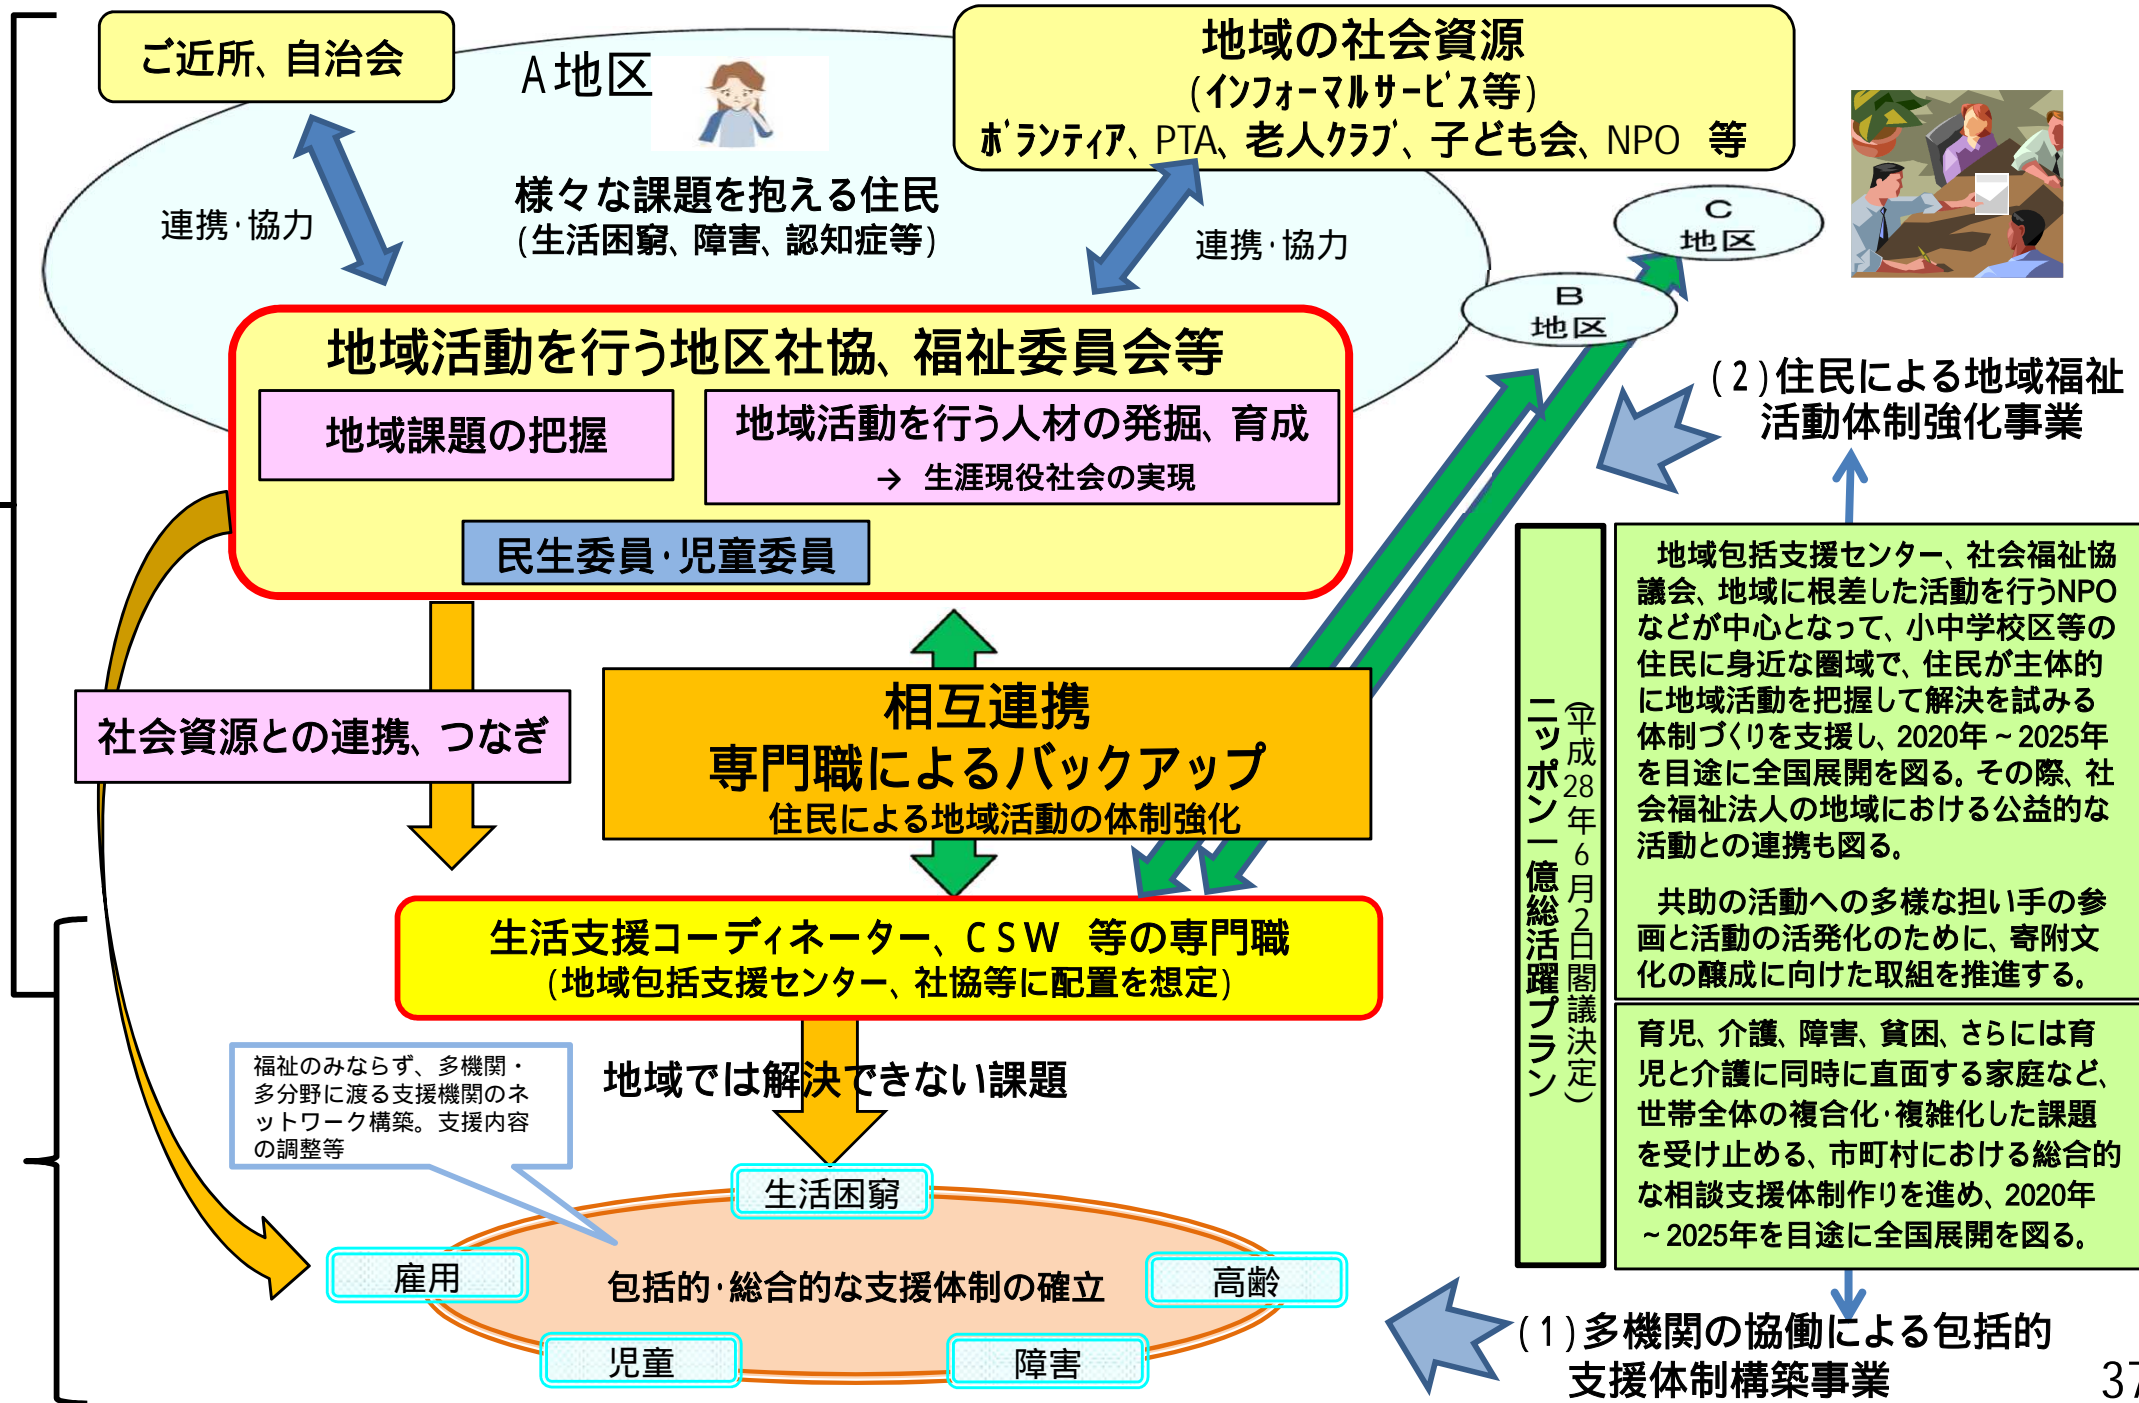 ご近所、自治会
A地区
地域の社会資源
(インフォーマルサービス等)
ボランティア、PTA、老人クラブ、子ども会、NPO 等
様々な課題を抱える住民
(生活困窮、障害、認知症等)
連携・協力
連携・協力
C
地区
B
地区
地域活動を行う地区社協、福祉委員会等
地域課題の把握
地域活動を行う人材の発掘、育成
→ 生涯現役社会の実現
民生委員・児童委員
(2)住民による地域福祉
活動体制強化事業
社会資源との連携、つなぎ
相互連携
専門職によるバックアップ
住民による地域活動の体制強化
生活支援コーディネーター、CSW 等の専門職
(地域包括支援センター、社協等に配置を想定)
ニッポン一億総活躍プラン
(平成28年6月2日閣議決定)
地域包括支援センター、社会福祉協
議会、地域に根差した活動を行うNPO
などが中心となって、小中学校区等の
住民に身近な圏域で、住民が主体的
に地域活動を把握して解決を試みる
体制づくりを支援し、2020年~2025年
を目途に全国展開を図る。その際、社
会福祉法人の地域における公益的な
活動との連携も図る。
共助の活動への多様な担い手の参
画と活動の活発化のために、寄附文
化の醸成に向けた取組を推進する。
育児、介護、障害、貧困、さらには育
児と介護に同時に直面する家庭など、
世帯全体の複合化・複雑化した課題
を受け止める、市町村における総合的
な相談支援体制作りを進め、2020年
~2025年を目途に全国展開を図る。
福祉のみならず、多機関・
多分野に渡る支援機関のネ
ットワーク構築。支援内容
の調整等
地域では解決できない課題
生活困窮
雇用
包括的・総合的な支援体制の確立
高齢
児童
障害
(1)多機関の協働による包括的
支援体制構築事業
37